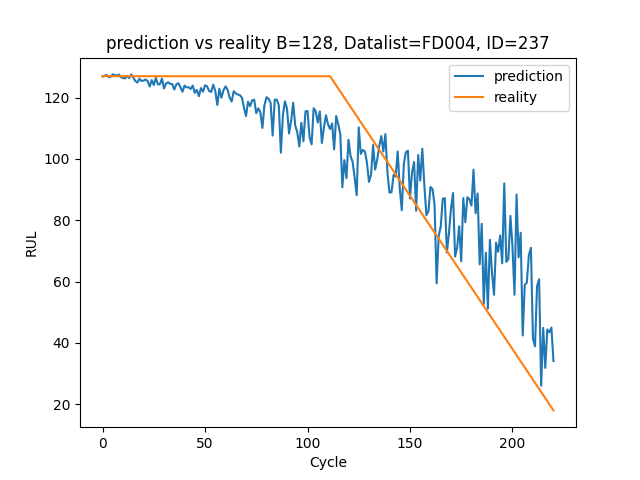 prediction vs reality B=128, Datalist=FD004, ID=237
prediction
reality
RUL
120
100
80
60
40
20
0
50
100
150
200
Cycle